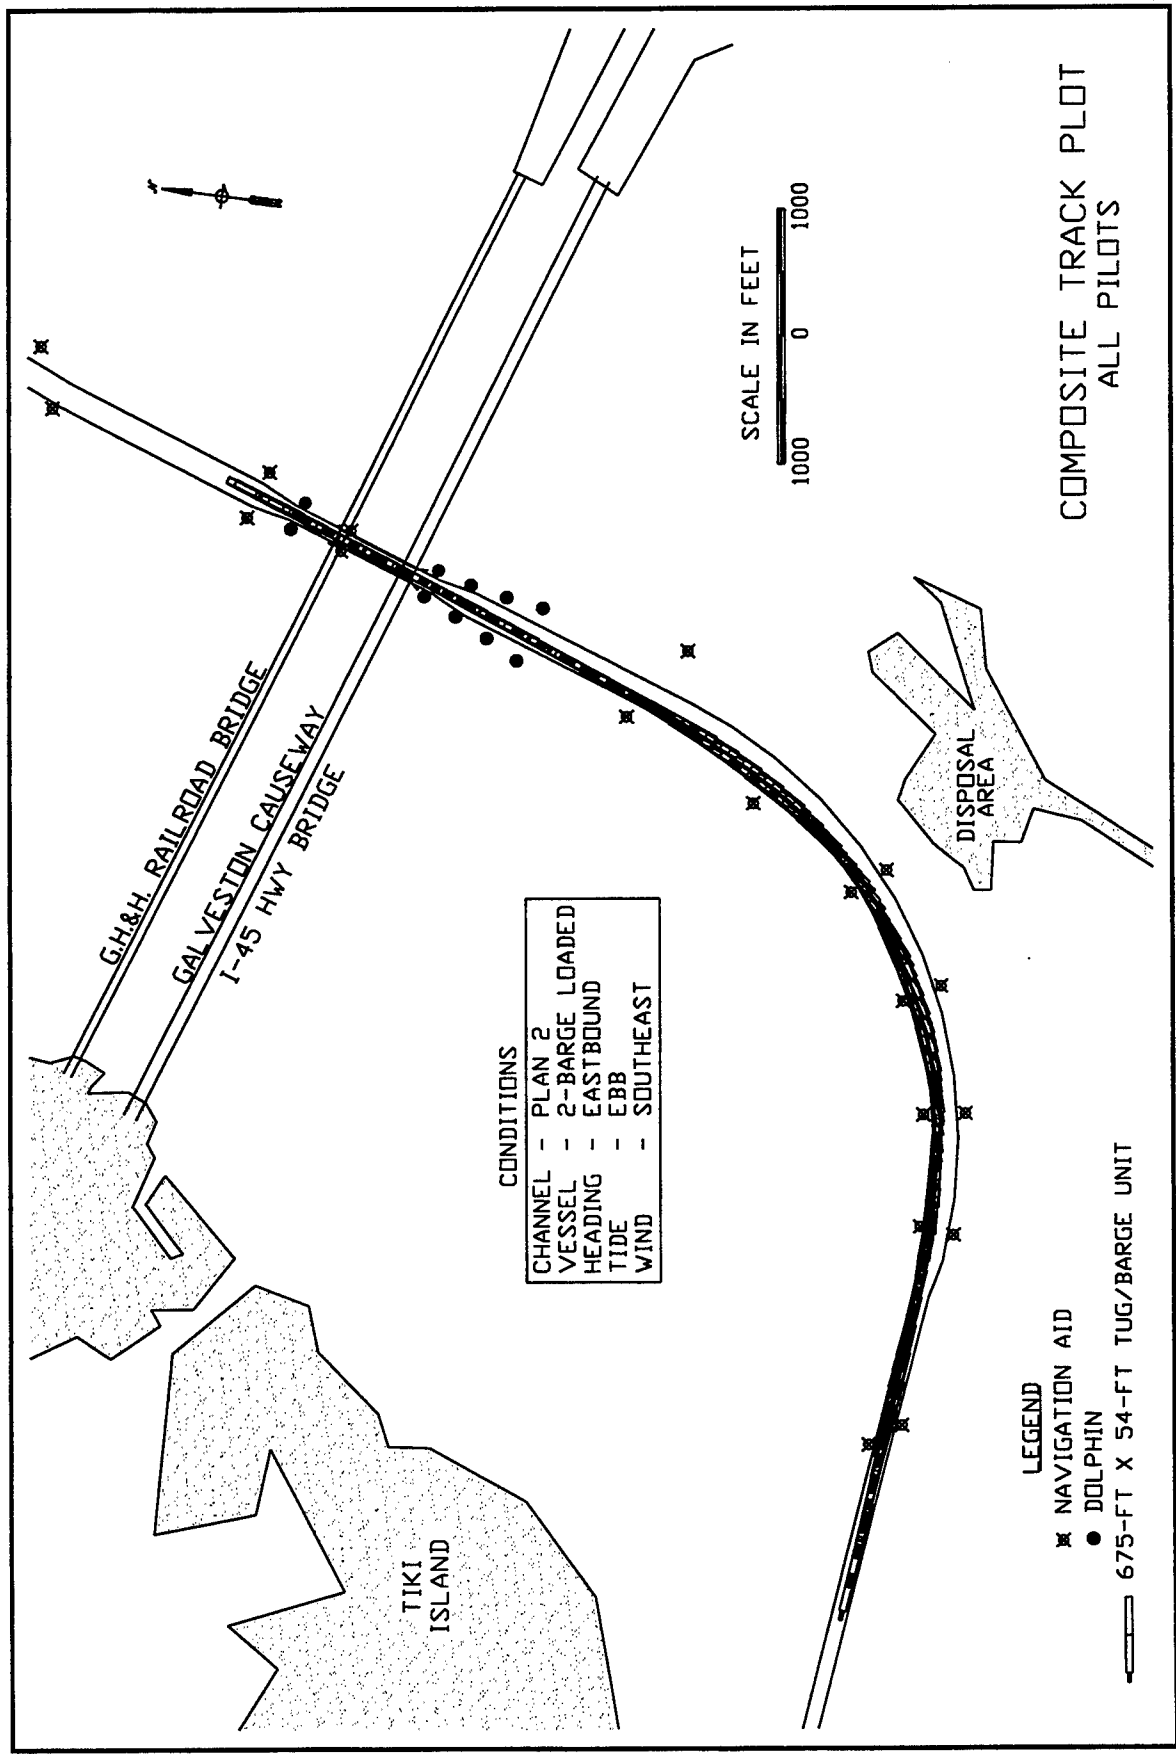 N
G.H.&H. RAILROAD BRIDGE
GALVESTON CAUSEWAY
I-45 HWY BRIDGE
TIKI
ISLAND
CONDITIONS
CHANNEL - PLAN 2
VESSEL - 2-BARGE LOADED
HEADING - EASTBOUND
TIDE - EBB
WIND - SOUTHEAST
SCALE IN FEET
1000 0 1000
DISPOSAL
AREA
LEGEND
NAVIGATION AID
DOLPHIN
675-FT X 54-FT TUG/BARGE UNIT
COMPOSITE TRACK PLOT
ALL PILOTS